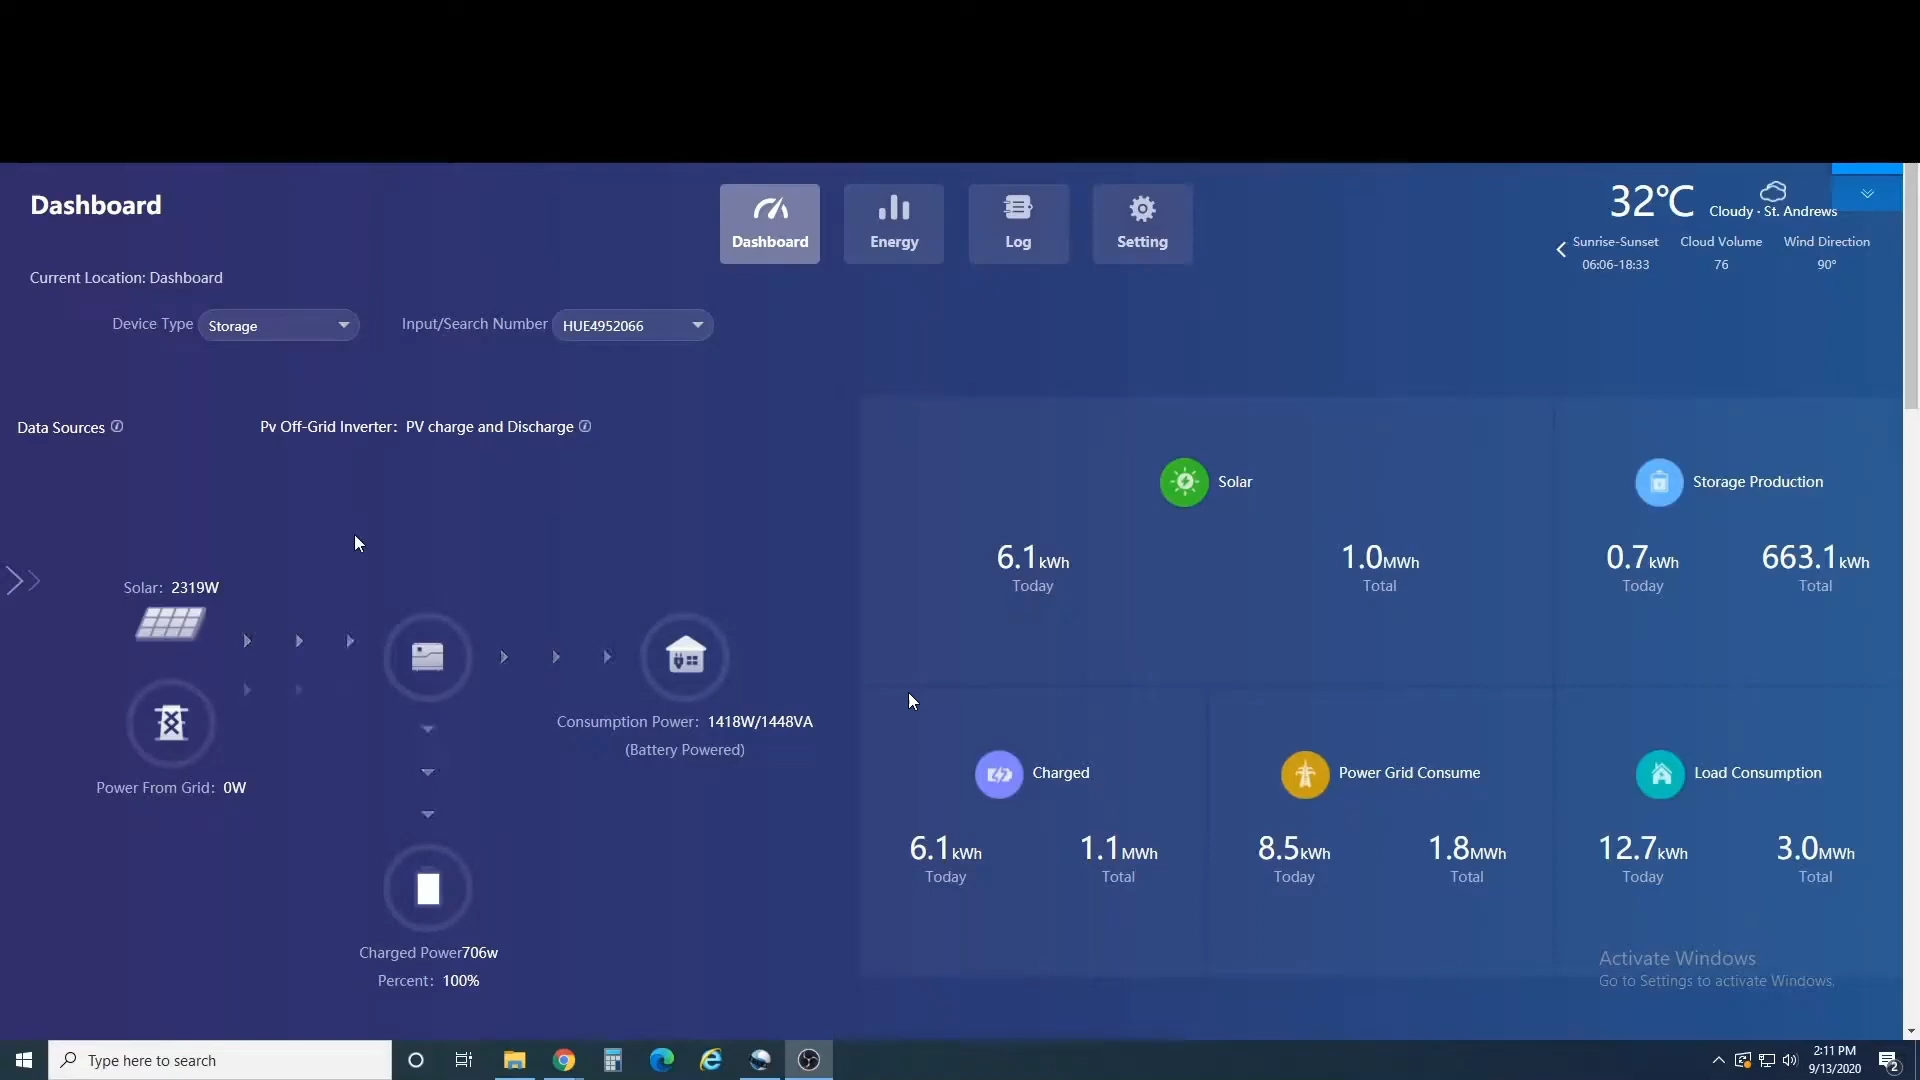 Dashboard
Dashboard
Energy
Log
Setting
32℃
Cloudy · St. Andrews
Sunrise-Sunset
Cloud Volume
Wind Direction
06:06-18:33
76
90°
Current Location: Dashboard
Device Type
Storage
Input/Search Number
HUE4952066
Data Sources
Pv Off-Grid Inverter: PV charge and Discharge
Solar: 2319W
Power From Grid: 0W
Consumption Power: 1418W/1448VA
(Battery Powered)
Charged Power706w
Percent: 100%
Solar
6.1kWh
Today
1.0MWh
Total
Storage Production
0.7kWh
Today
663.1kWh
Total
Charged
6.1kWh
Today
1.1MWh
Total
Power Grid Consume
8.5kWh
Today
1.8MWh
Total
Load Consumption
12.7kWh
Today
3.0MWh
Total
Activate Windows
Go to Settings to activate Windows.
Type here to search
2:11 PM
9/13/2020
2